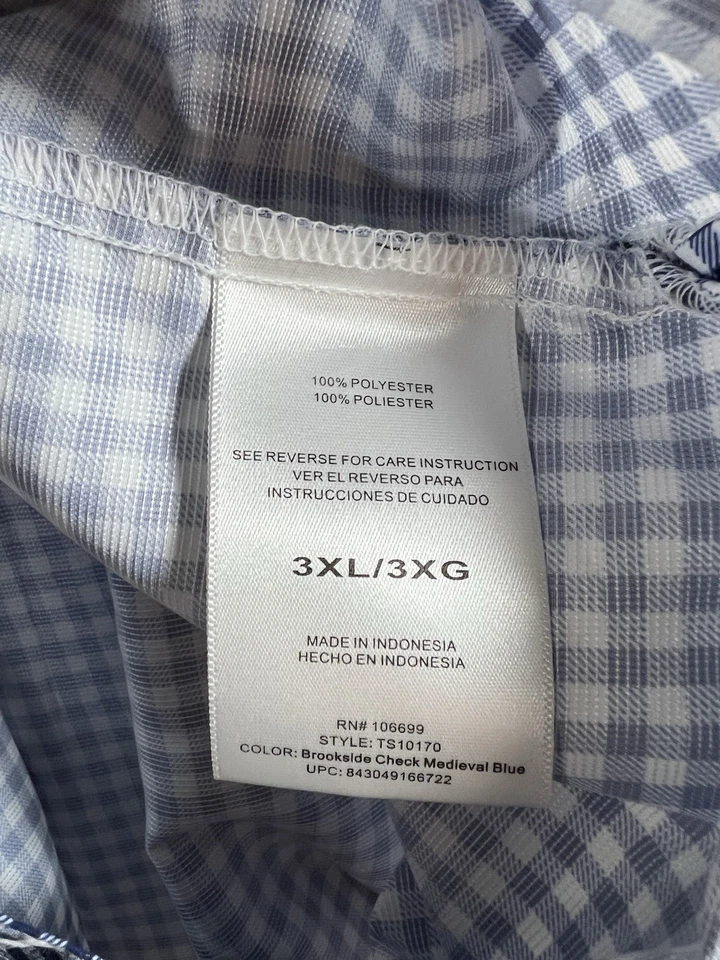 100% POLYESTER
100% POLIESTER
SEE REVERSE FOR CARE INSTRUCTION
VER EL REVERSO PARA
INSTRUCCIONES DE CUIDADO
3XL/3XG
MADE IN INDONESIA
HECHO EN INDONESIA
RN# 106699
STYLE: TS10170
COLOR: Brookside Check Medieval Blue
UPC: 843049166722